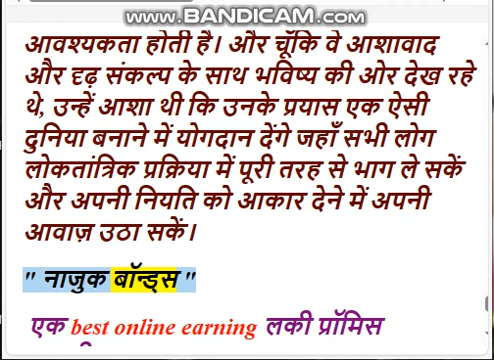 www.BANDICAM.com
आवश्यकता होती है। और चूँकि वे आशावाद
और दृढ़ संकल्प के साथ भविष्य की ओर देख रहे
थे, उन्हें आशा थी कि उनके प्रयास एक ऐसी
दुनिया बनाने में योगदान देंगे जहाँ सभी लोग
लोकतांत्रिक प्रक्रिया में पूरी तरह से भाग ले सकें
और अपनी नियति को आकार देने में अपनी
आवाज़ उठा सकें।
" नाजुक बॉन्ड्स "
एक best online earning लकी प्रॉमिस